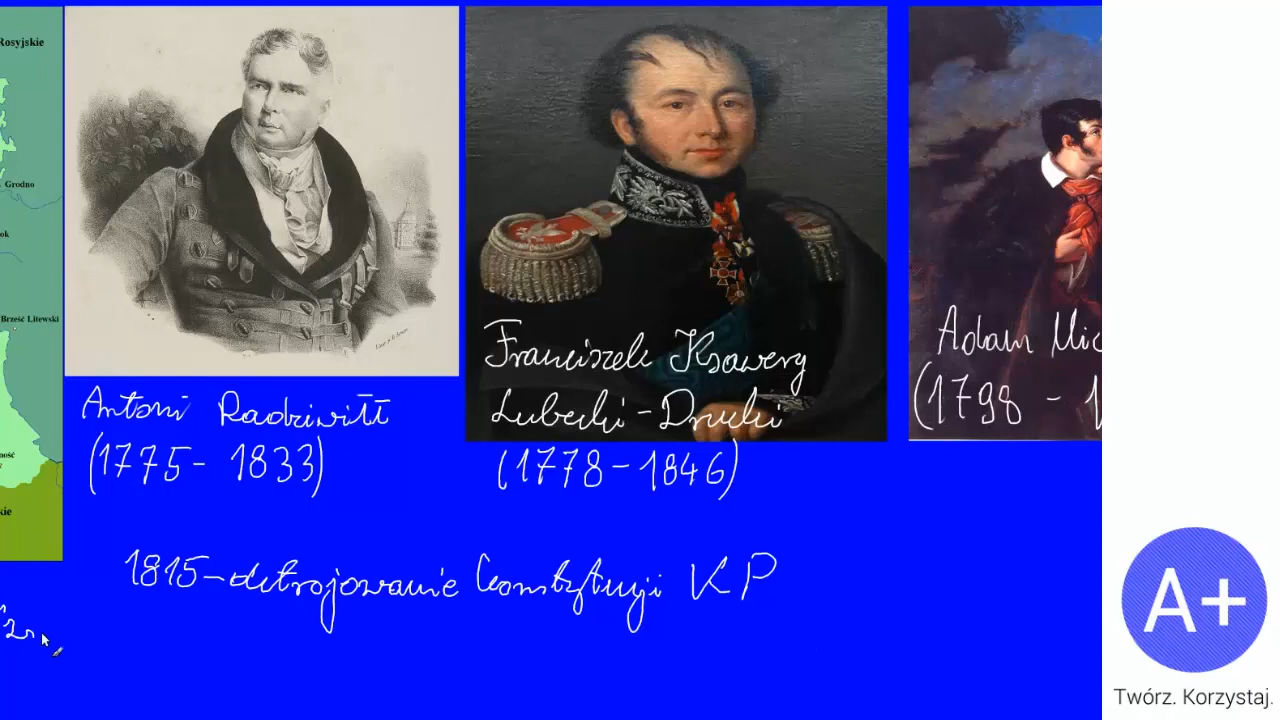 Rosyjskie
Grodno
Brześć Litewski
Antoni Radziwiłł
(1775 - 1833)
Franciszek Ksawery
Lubecki - Drucki
(1778 - 1846)
Adam Mic
(1798 - 1
1815 - oktrojowanie konstytucji KP
A+
Twórz. Korzystaj.